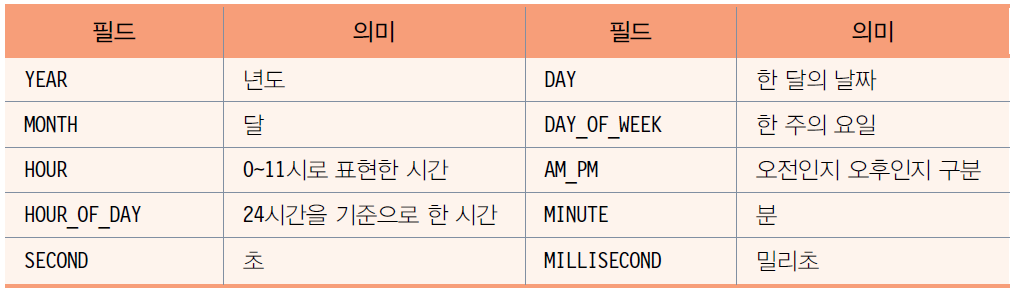 필드 의미 필드 의미
YEAR 년도 DAY 한 달의 날짜
MONTH 달 DAY_OF_WEEK 한 주의 요일
HOUR 0~11시로 표현한 시간 AM_PM 오전인지 오후인지 구분
HOUR_OF_DAY 24시간을 기준으로 한 시간 MINUTE 분
SECOND 초 MILLISECOND 밀리초